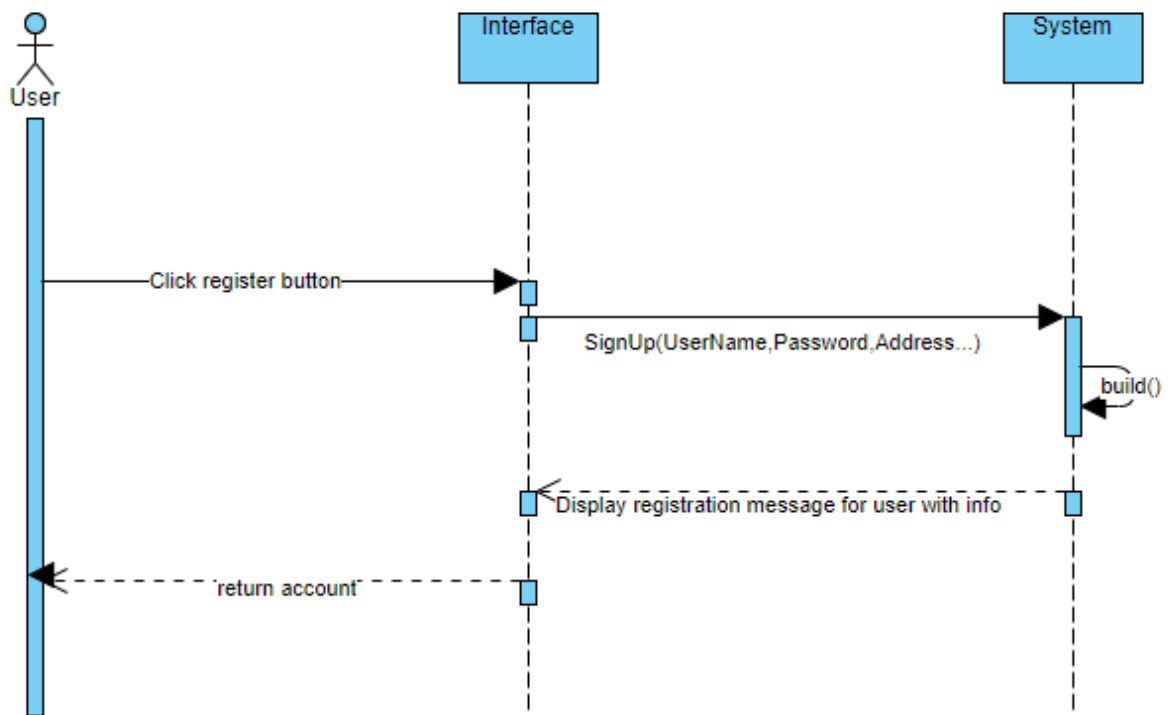 Interface
System
User
Click register button
SignUp(UserName,Password,Address...)
build()
Display registration message for user with info
return account